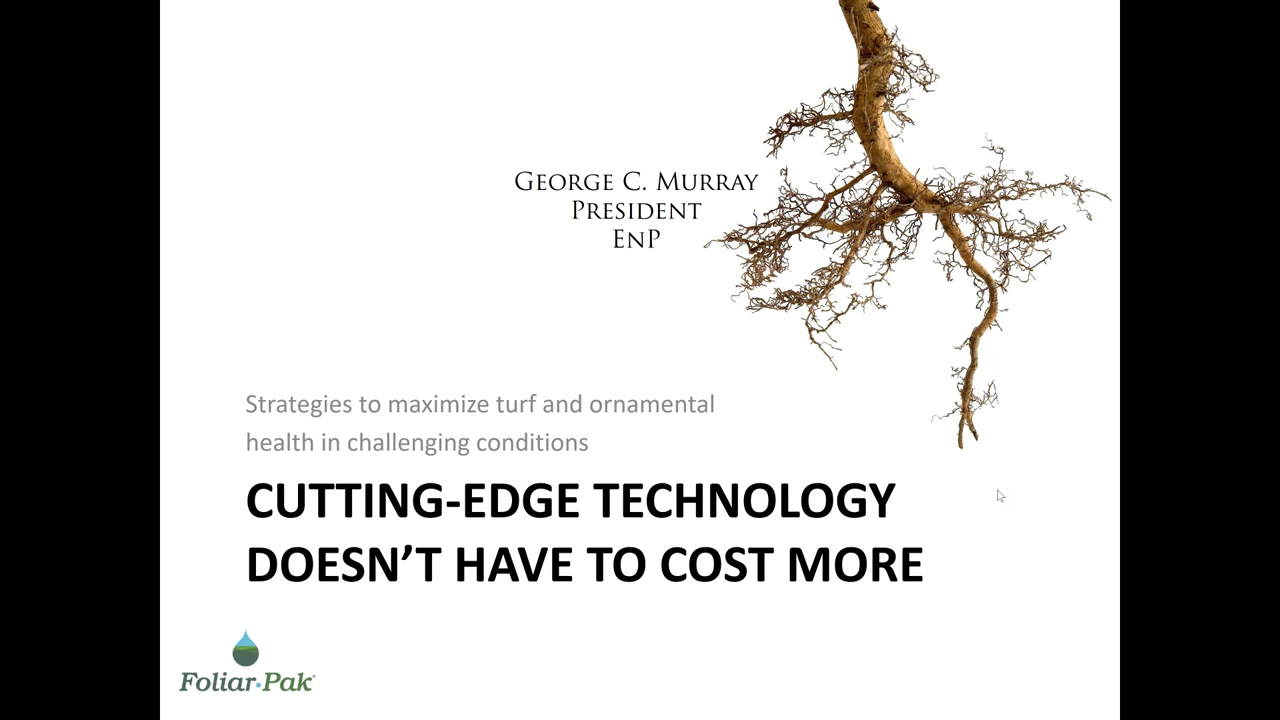 George C. Murray
President
EnP
Strategies to maximize turf and ornamental
health in challenging conditions
CUTTING-EDGE TECHNOLOGY
DOESN’T HAVE TO COST MORE
Foliar·Pak